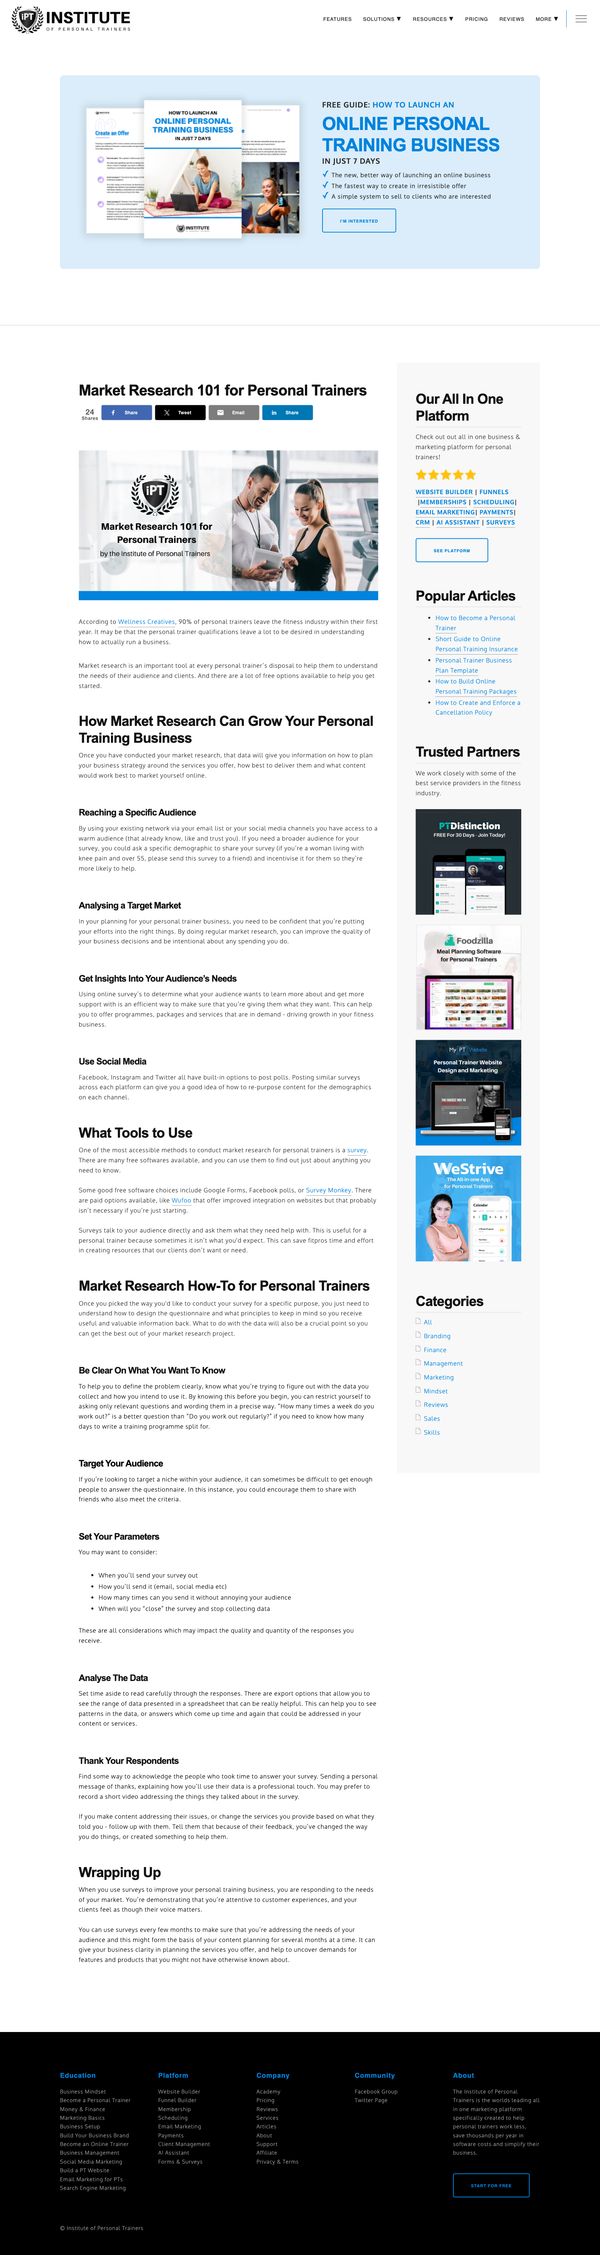 iPT INSTITUTE
OF PERSONAL TRAINERS
FEATURES SOLUTIONS ▼ RESOURCES ▼ PRICING REVIEWS MORE ▼
Create an Offer
HOW TO LAUNCH AN
ONLINE PERSONAL
TRAINING BUSINESS
IN JUST 7 DAYS
INSTITUTE
FREE GUIDE: HOW TO LAUNCH AN
ONLINE PERSONAL
TRAINING BUSINESS
IN JUST 7 DAYS
The new, better way of launching an online business
The fastest way to create in irresistible offer
A simple system to sell to clients who are interested
I'M INTERESTED
Market Research 101 for Personal Trainers
24
Shares
Share
Tweet
Email
Share
iPT
Market Research 101 for
Personal Trainers
by the Institute of Personal Trainers
According to Wellness Creatives, 90% of personal trainers leave the fitness industry within their first
year. It may be that the personal trainer qualifications leave a lot to be desired in understanding
how to actually run a business.
Market research is an important tool at every personal trainer's disposal to help them to understand
the needs of their audience and clients. And there are a lot of free options available to help you get
started.
How Market Research Can Grow Your Personal
Training Business
Once you have conducted your market research, that data will give you information on how to plan
your business strategy around the services you offer, how best to deliver them and what content
would work best to market yourself online.
Reaching a Specific Audience
By using your existing network via your email list or your social media channels you have access to a
warm audience (that already know, like and trust you). If you need a broader audience for your
survey, you could ask a specific demographic to share your survey (if you're a woman living with
knee pain and over 55, please send this survey to a friend) and incentivise it for them so they're
more likely to help.
Analysing a Target Market
In your planning for your personal trainer business, you need to be confident that you're putting
your efforts into the right things. By doing regular market research, you can improve the quality of
your business decisions and be intentional about any spending you do.
Get Insights Into Your Audience's Needs
Using online survey's to determine what your audience wants to learn more about and get more
support with is an efficient way to make sure that you're giving them what they want. This can help
you to offer programmes, packages and services that are in demand - driving growth in your fitness
business.
Use Social Media
Facebook, Instagram and Twitter all have built-in options to post polls. Posting similar surveys
across each platform can give you a good idea of how to re-purpose content for the demographics
on each channel.
What Tools to Use
One of the most accessible methods to conduct market research for personal trainers is a survey.
There are many free softwares available, and you can use them to find out just about anything you
need to know.
Some good free software choices include Google Forms, Facebook polls, or Survey Monkey. There
are paid options available, like Wufoo that offer improved integration on websites but that probably
isn't necessary if you're just starting.
Surveys talk to your audience directly and ask them what they need help with. This is useful for a
personal trainer because sometimes it isn't what you'd expect. This can save fitpros time and effort
in creating resources that our clients don't want or need.
Market Research How-To for Personal Trainers
Once you picked the way you'd like to conduct your survey for a specific purpose, you just need to
understand how to design the questionnaire and what principles to keep in mind so you receive
useful and valuable information back. What to do with the data will also be a crucial point so you
can get the best out of your market research project.
Be Clear On What You Want To Know
To help you to define the problem clearly, know what you're trying to figure out with the data you
collect and how you intend to use it. By knowing this before you begin, you can restrict yourself to
asking only relevant questions and wording them in a precise way. "How many times a week do you
work out?" is a better question than "Do you work out regularly?" if you need to know how many
days to write a training programme split for.
Target Your Audience
If you're looking to target a niche within your audience, it can sometimes be difficult to get enough
people to answer the questionnaire. In this instance, you could encourage them to share with
friends who also meet the criteria.
Set Your Parameters
You may want to consider:
• When you'll send your survey out
• How you'll send it (email, social media etc)
• How many times can you send it without annoying your audience
• When will you "close" the survey and stop collecting data
These are all considerations which may impact the quality and quantity of the responses you
receive.
Analyse The Data
Set time aside to read carefully through the responses. There are export options that allow you to
see the range of data presented in a spreadsheet that can be really helpful. This can help you to see
patterns in the data, or answers which come up time and again that could be addressed in your
content or services.
Thank Your Respondents
Find some way to acknowledge the people who took time to answer your survey. Sending a personal
message of thanks, explaining how you'll use their data is a professional touch. You may prefer to
record a short video addressing the things they talked about in the survey.
If you make content addressing their issues, or change the services you provide based on what they
told you - follow up with them. Tell them that because of their feedback, you've changed the way
you do things, or created something to help them.
Wrapping Up
When you use surveys to improve your personal training business, you are responding to the needs
of your market. You're demonstrating that you're attentive to customer experiences, and your
clients feel as though their voice matters.
You can use surveys every few months to make sure that you're addressing the needs of your
audience and this might form the basis of your content planning for several months at a time. It can
give your business clarity in planning the services you offer, and help to uncover demands for
features and products that you might not have otherwise known about.
Our All In One
Platform
Check out out all in one business &
marketing platform for personal
trainers!
WEBSITE BUILDER | FUNNELS
|MEMBERSHIPS | SCHEDULING|
EMAIL MARKETING| PAYMENTS|
CRM | AI ASSISTANT | SURVEYS
SEE PLATFORM
Popular Articles
• How to Become a Personal
Trainer
• Short Guide to Online
Personal Training Insurance
• Personal Trainer Business
Plan Template
• How to Build Online
Personal Training Packages
• How to Create and Enforce a
Cancellation Policy
Trusted Partners
We work closely with some of the
best service providers in the fitness
industry.
PTDistinction
FREE For 30 Days - Join Today!
Foodzilla
Meal Planning Software
for Personal Trainers
My PT Website
Personal Trainer Website
Design and Marketing
WeStrive
The All-in-one App
for Personal Trainers
Calendar
Categories
All
Branding
Finance
Management
Marketing
Mindset
Reviews
Sales
Skills
Education
Business Mindset
Become a Personal Trainer
Money & Finance
Marketing Basics
Business Setup
Build Your Business Brand
Become an Online Trainer
Business Management
Social Media Marketing
Build a PT Website
Email Marketing for PTs
Search Engine Marketing
Platform
Website Builder
Funnel Builder
Membership
Scheduling
Email Marketing
Payments
Client Management
AI Assistant
Forms & Surveys
Company
Academy
Pricing
Reviews
Services
Articles
About
Support
Affiliate
Privacy & Terms
Community
Facebook Group
Twitter Page
About
The Institute of Personal
Trainers is the worlds leading all
in one marketing platform
specifically created to help
personal trainers work less,
save thousands per year in
software costs and simplify their
business.
START FOR FREE
© Institute of Personal Trainers